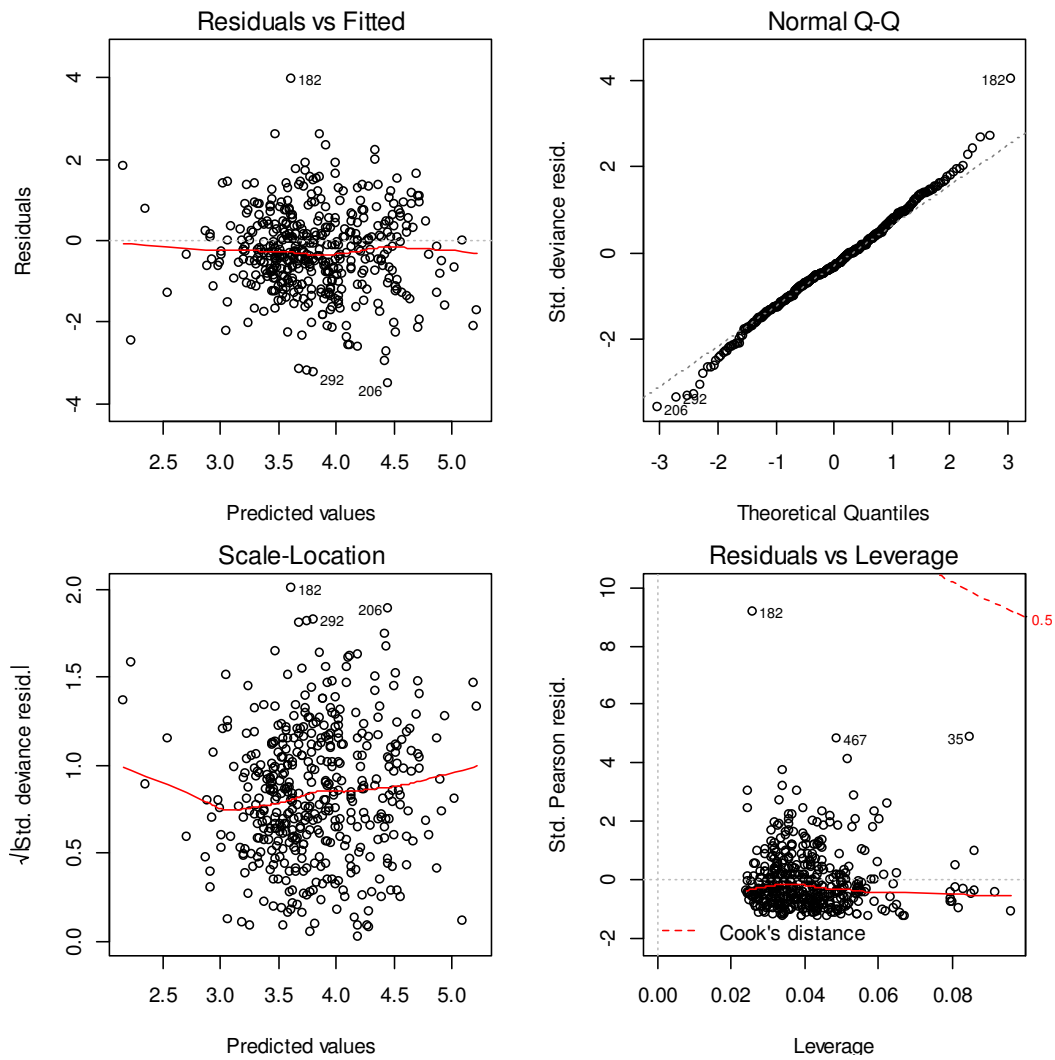 Residuals vs Fitted
Residuals
4
2
0
-2
-4
182
292
206
2.5 3.0 3.5 4.0 4.5 5.0
Predicted values
Normal Q-Q
Std. deviance resid.
4
2
0
-2
182
292
206
-3 -2 -1 0 1 2 3
Theoretical Quantiles
Scale-Location
√|Std. deviance resid.|
2.0
1.5
1.0
0.5
0.0
182
206
292
2.5 3.0 3.5 4.0 4.5 5.0
Predicted values
Residuals vs Leverage
Std. Pearson resid.
10
8
6
4
2
0
-2
182
0.5
467
35
Cook's distance
0.00 0.02 0.04 0.06 0.08
Leverage